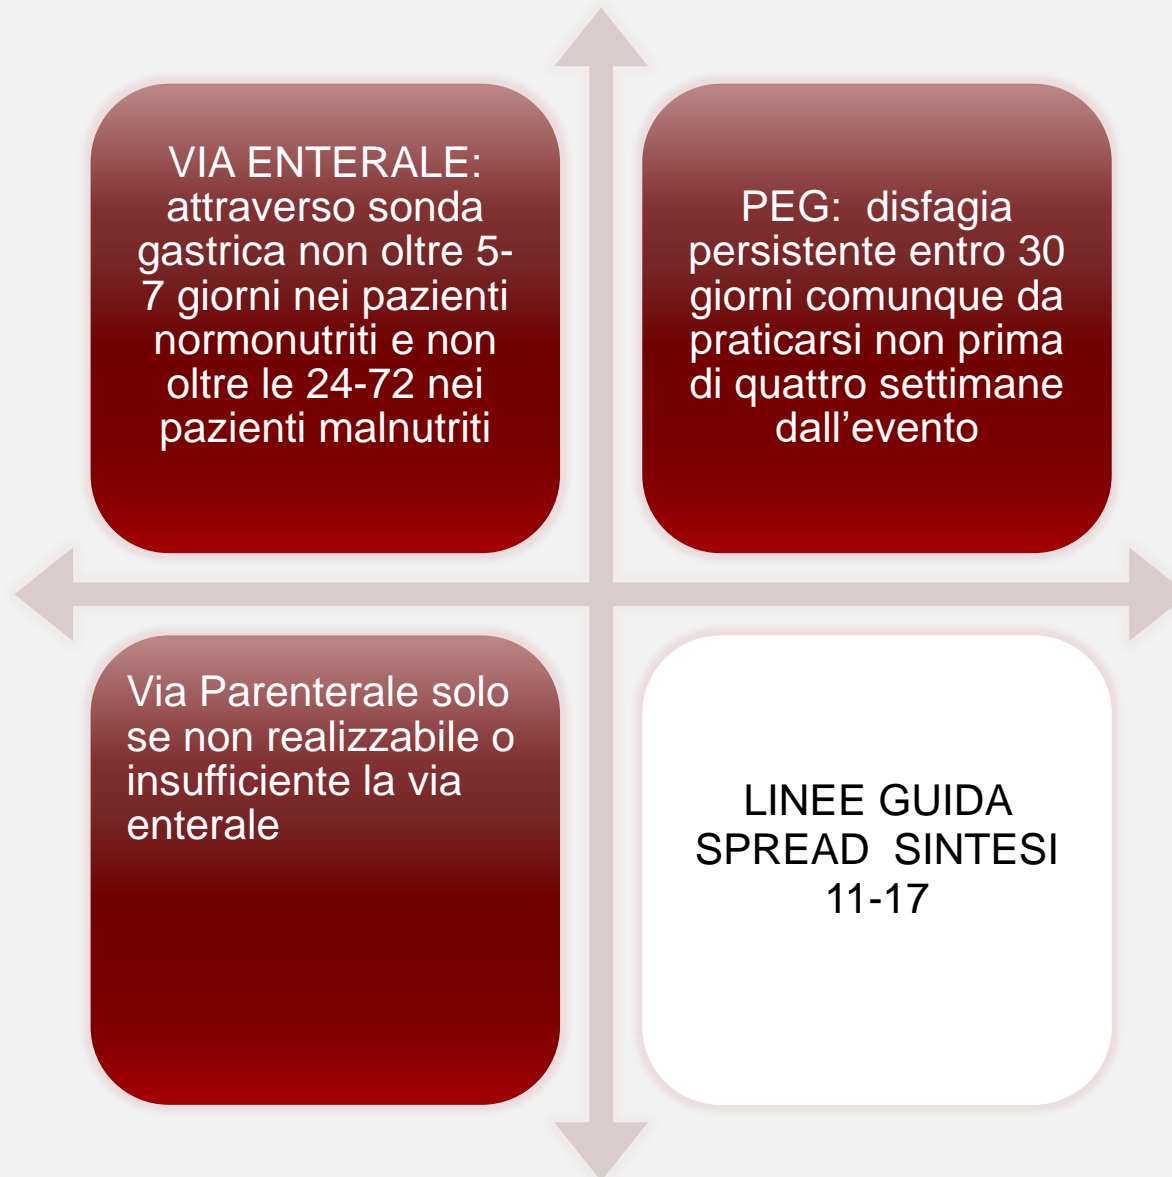 VIA ENTERALE:
attraverso sonda
gastrica non oltre 5-
7 giorni nei pazienti
normonutriti e non
oltre le 24-72 nei
pazienti malnutriti
PEG:  disfagia
persistente entro 30
giorni comunque da
praticarsi non prima
di quattro settimane
dall’evento
Via Parenterale solo
se non realizzabile o
insufficiente la via
enterale
LINEE GUIDA
SPREAD  SINTESI
11-17